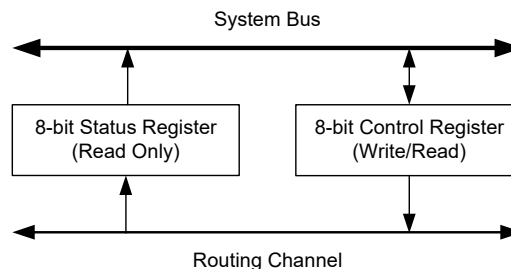 System Bus
8-bit Status Register
(Read Only)
8-bit Control Register
(Write/Read)
Routing Channel